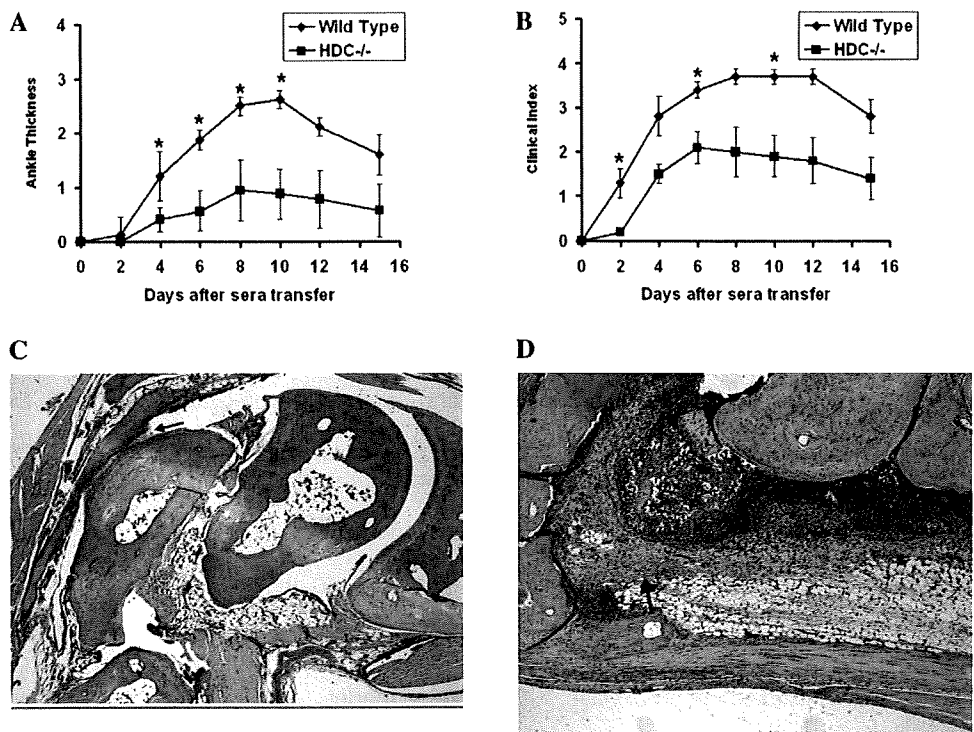 A
Wild Type
HDC-/-
4
3
2
1
0
Ankle Thickness
* * * *
0 2 4 6 8 10 12 14 16
Days after sera transfer
B
Wild Type
HDC-/-
5
4
3
2
1
0
Clinical Index
* * *
0 2 4 6 8 10 12 14 16
Days after sera transfer
C
D